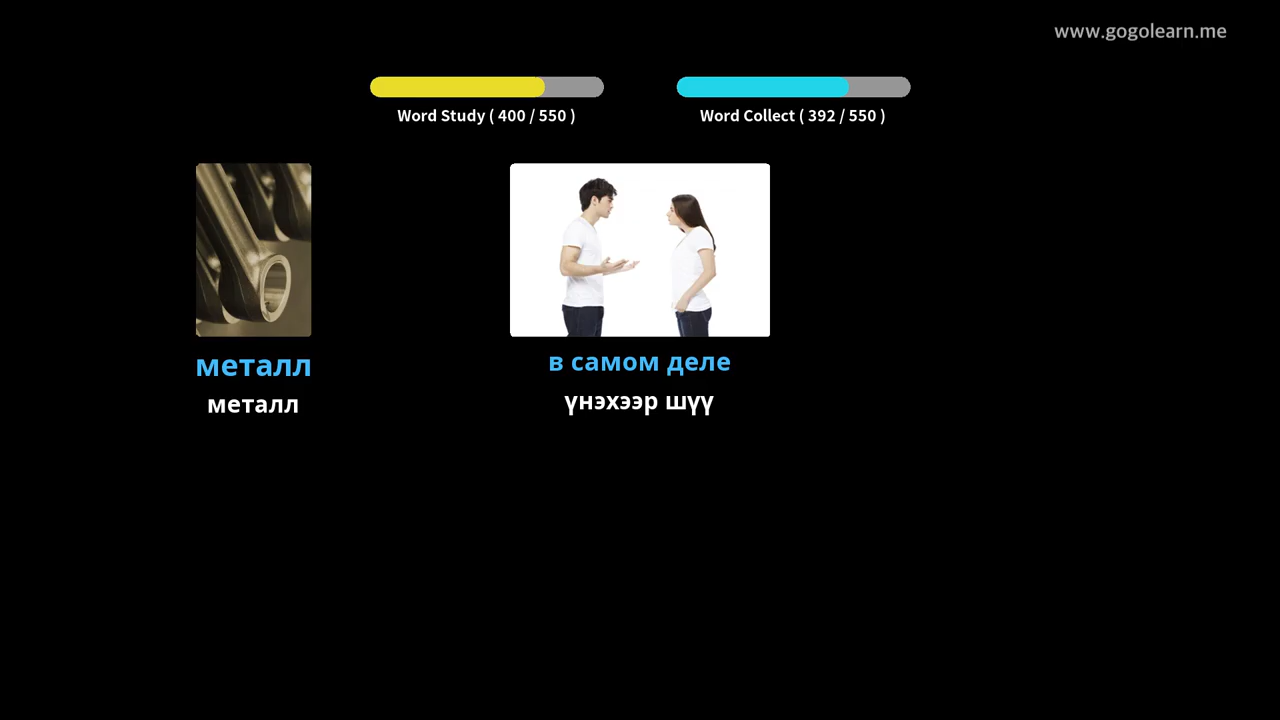 www.gogolearn.me
Word Study ( 400 / 550 )
Word Collect ( 392 / 550 )
металл
металл
в самом деле
үнэхээр шүү